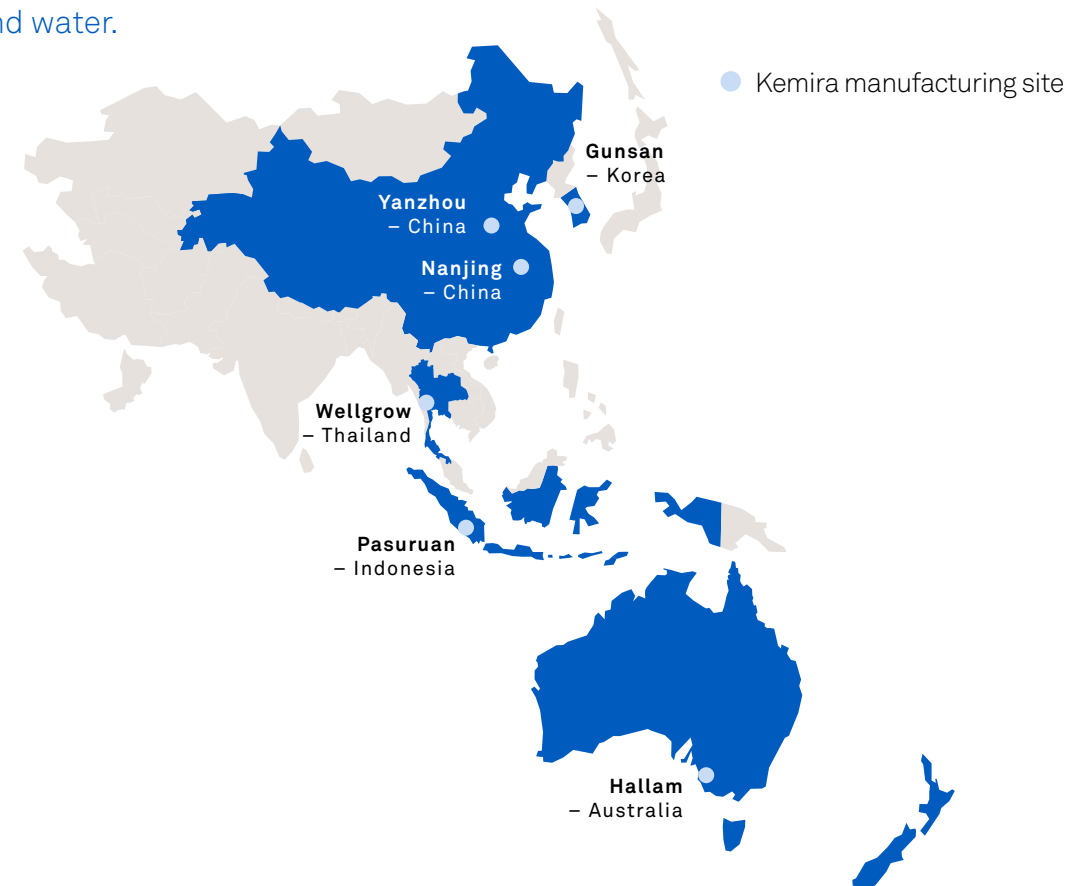 nd water.
Kemira manufacturing site
Gunsan
– Korea
Yanzhou
– China
Nanjing
– China
Wellgrow
– Thailand
Pasuruan
– Indonesia
Hallam
– Australia